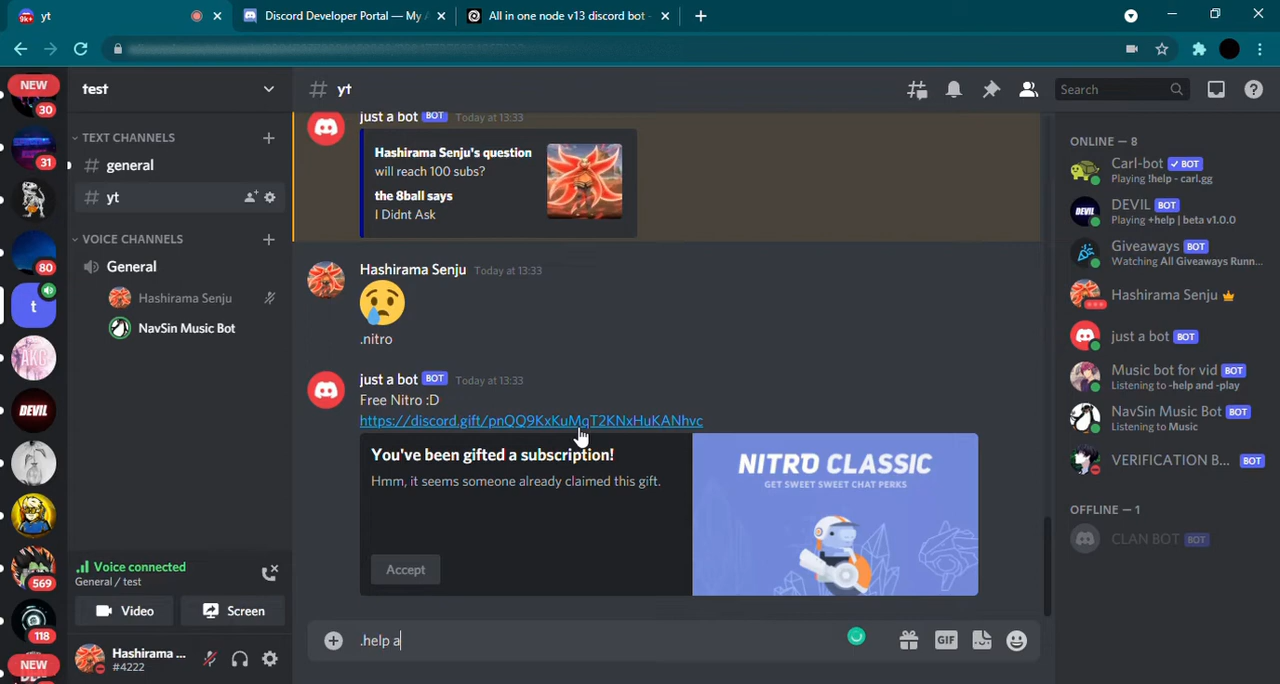 yt
Discord Developer Portal — My
All in one node v13 discord bot -
NEW
30
31
80
DEVIL
569
118
NEW
t
test
TEXT CHANNELS
general
yt
VOICE CHANNELS
General
Hashirama Senju
NavSin Music Bot
Voice connected
General / test
Video
Screen
Hashirama ...
#4222
# yt
Search
just a bot BOT Today at 13:33
Hashirama Senju's question
will reach 100 subs?
the 8ball says
I Didnt Ask
Hashirama Senju Today at 13:33
.nitro
just a bot BOT Today at 13:33
Free Nitro :D
https://discord.gift/pnQQ9KxKuMqT2KNxHuKANhvc
You've been gifted a subscription!
Hmm, it seems someone already claimed this gift.
Accept
NITRO CLASSIC
GET SWEET SWEET CHAT PERKS
.help a
GIF
ONLINE — 8
Carl-bot ✓ BOT
Playing !help - carl.gg
DEVIL BOT
Playing +help | beta v1.0.0
Giveaways BOT
Watching All Giveaways Runn...
Hashirama Senju
just a bot BOT
Music bot for vid BOT
Listening to -help and -play
NavSin Music Bot BOT
Listening to Music
VERIFICATION B... BOT
OFFLINE — 1
CLAN BOT BOT